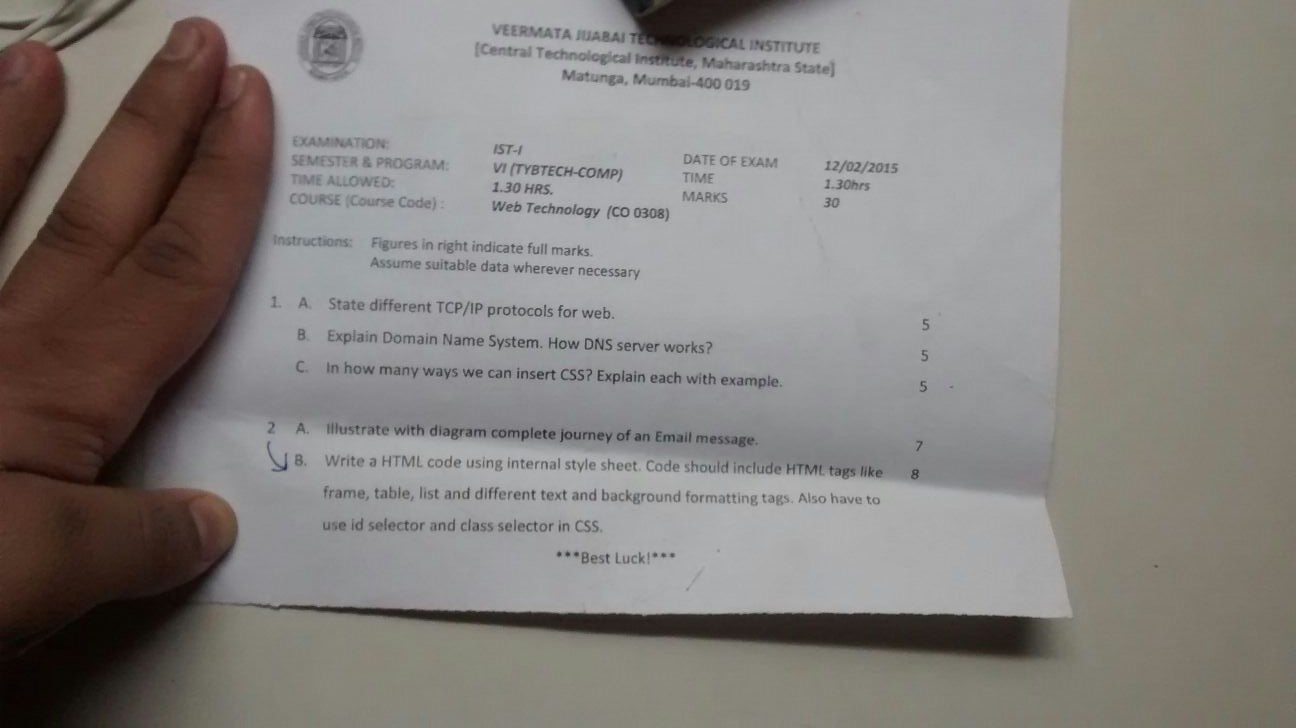 VEERMATA JIJABAI TECHNOLOGICAL INSTITUTE
[Central Technological Institute, Maharashtra State]
Matunga, Mumbai-400 019
EXAMINATION: IST-I
SEMESTER & PROGRAM: VI (TYBTECH-COMP) DATE OF EXAM 12/02/2015
TIME ALLOWED: 1.30 HRS. TIME 1.30hrs
COURSE (Course Code) : Web Technology (CO 0308) MARKS 30
Instructions: Figures in right indicate full marks.
Assume suitable data wherever necessary
1. A. State different TCP/IP protocols for web. 5
B. Explain Domain Name System. How DNS server works? 5
C. In how many ways we can insert CSS? Explain each with example. 5
2 A. Illustrate with diagram complete journey of an Email message. 7
B. Write a HTML code using internal style sheet. Code should include HTML tags like 8
frame, table, list and different text and background formatting tags. Also have to
use id selector and class selector in CSS.
***Best Luck!***